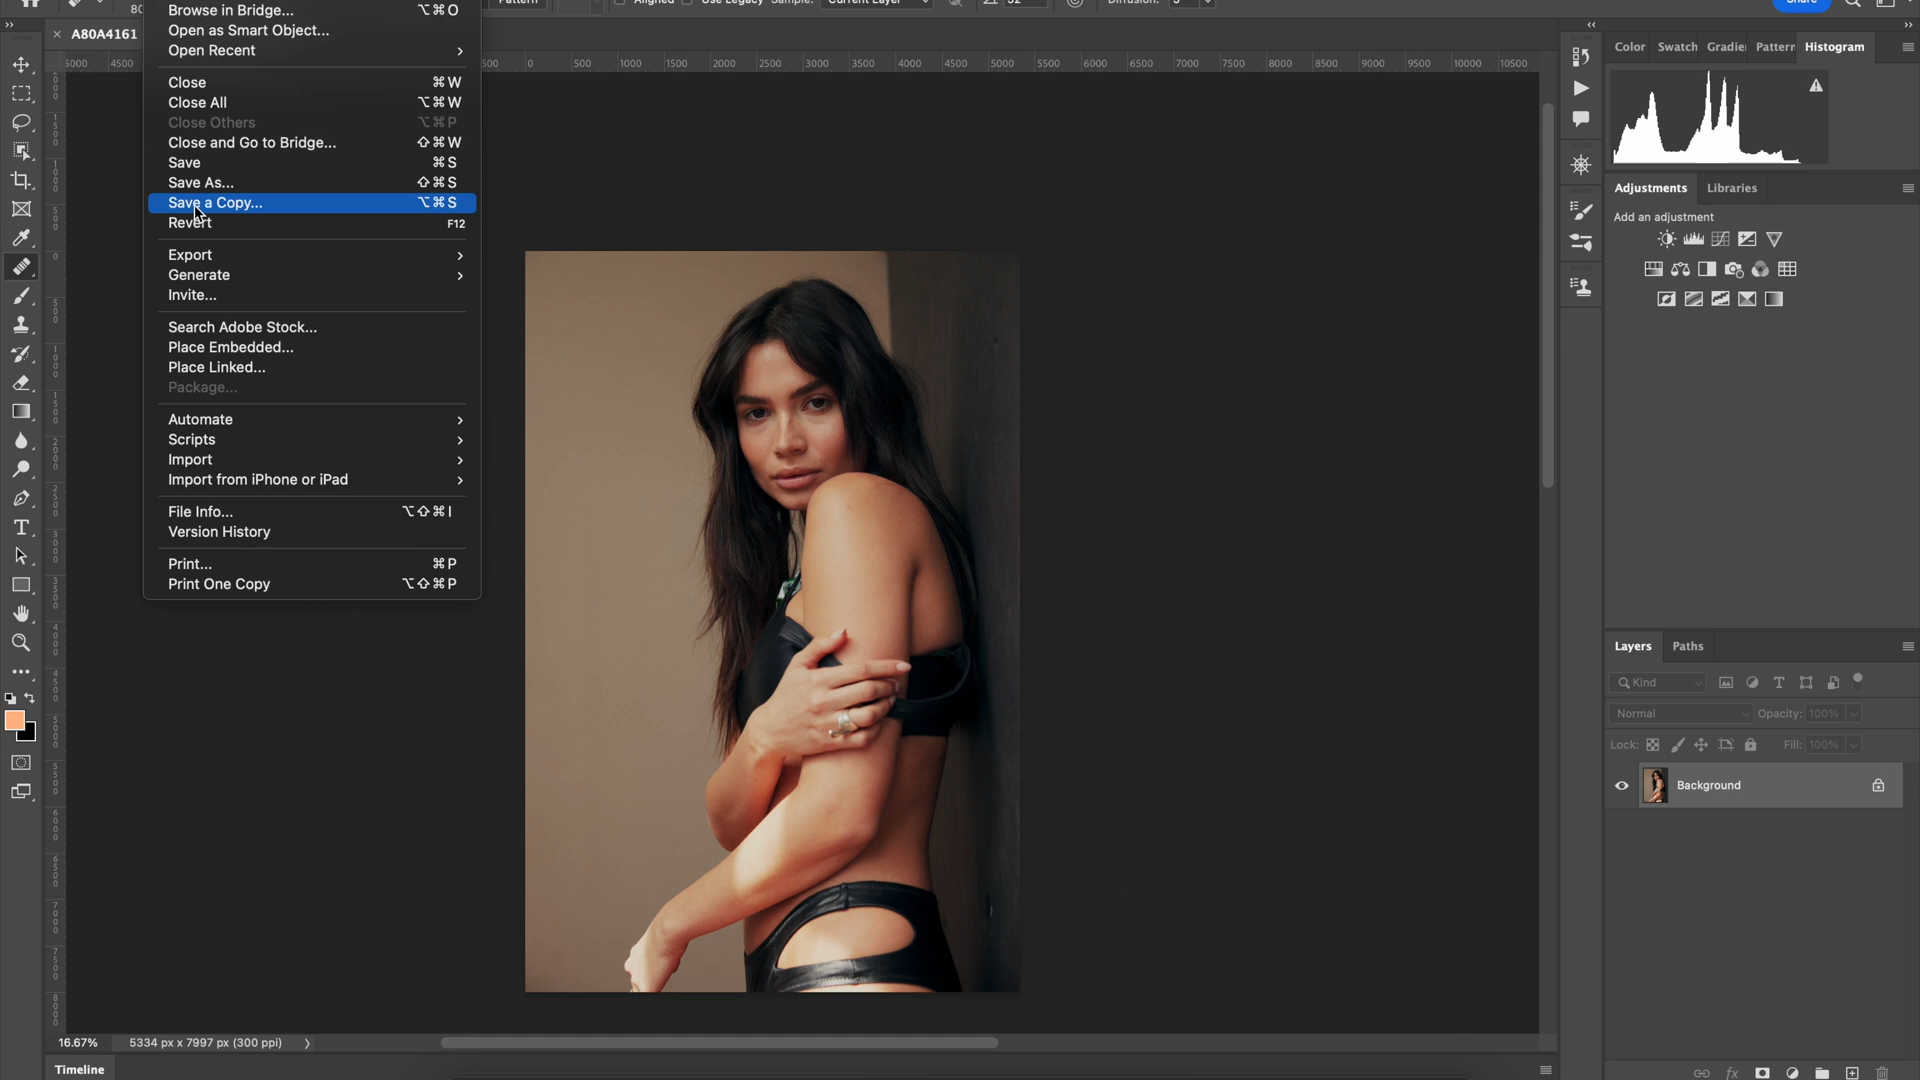 Browse in Bridge... ⌥⌘O
Open as Smart Object...
Open Recent >
Close ⌘W
Close All ⌥⌘W
Close Others ⌥⌘P
Close and Go to Bridge... ⇧⌘W
Save ⌘S
Save As... ⇧⌘S
Save a Copy... ⌥⌘S
Revert F12
Export >
Generate >
Invite...
Search Adobe Stock...
Place Embedded...
Place Linked...
Package...
Automate >
Scripts >
Import >
Import from iPhone or iPad >
File Info... ⌥⇧⌘I
Version History
Print... ⌘P
Print One Copy ⌥⇧⌘P
Pattern Aligned Use Legacy Sample: Current Layer Diffusion: Share
A80A4161
5000 4500 500 0 500 1000 1500 2000 2500 3000 3500 4000 4500 5000 5500 6000 6500 7000 7500 8000 8500 9000 9500 10000 10500
Color Swatch Gradie Pattern Histogram
Adjustments Libraries
Add an adjustment
Layers Paths
Kind
Normal Opacity: 100%
Lock: Fill: 100%
Background
16.67% 5334 px x 7997 px (300 ppi) >
Timeline